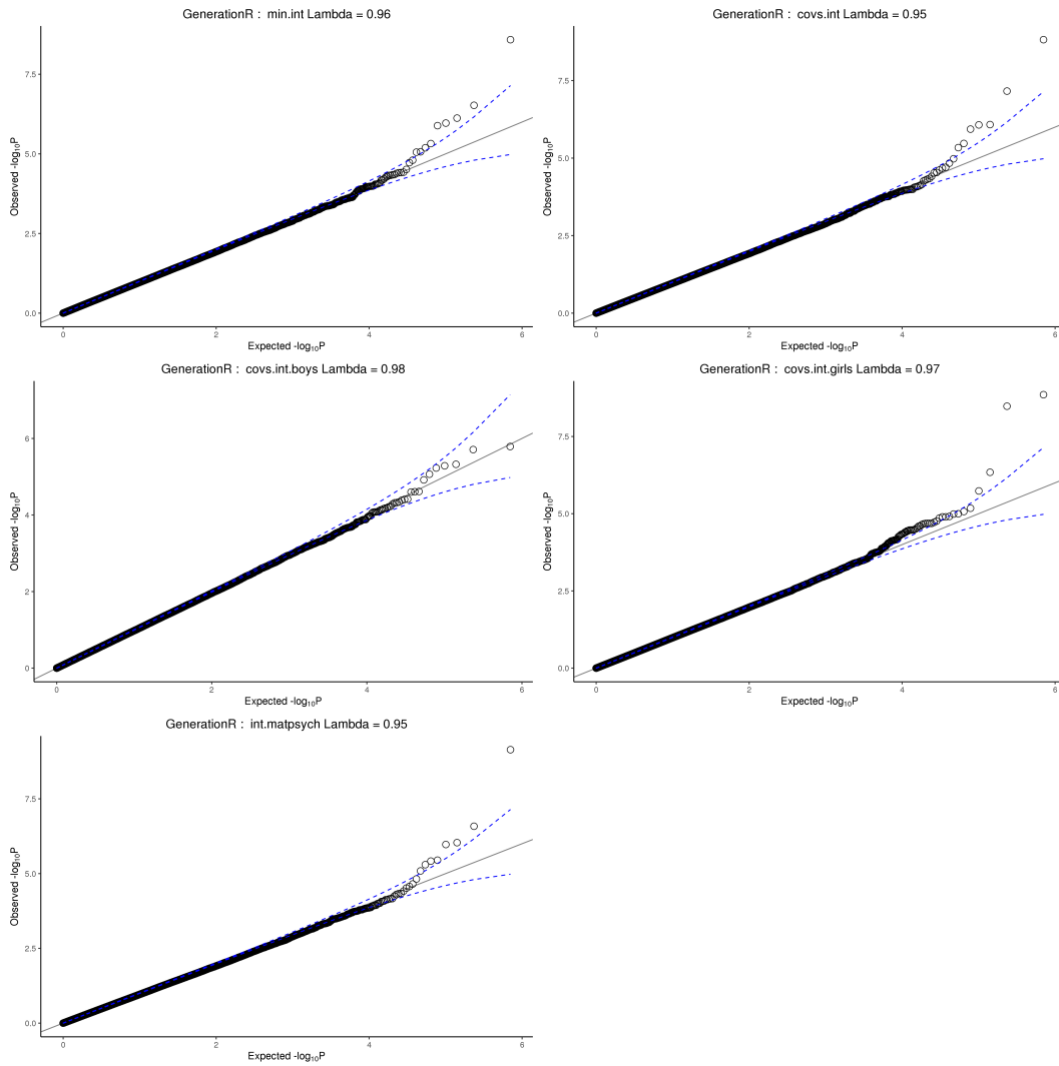 GenerationR : min.int Lambda = 0.96
7.5
5.0
2.5
0.0
Observed -log10P
0 2 4 6
Expected -log10P
GenerationR : covs.int Lambda = 0.95
7.5
5.0
2.5
0.0
Observed -log10P
0 2 4 6
Expected -log10P
GenerationR : covs.int.boys Lambda = 0.98
6
4
2
0
Observed -log10P
0 2 4 6
Expected -log10P
GenerationR : covs.int.girls Lambda = 0.97
7.5
5.0
2.5
0.0
Observed -log10P
0 2 4 6
Expected -log10P
GenerationR : int.matpsych Lambda = 0.95
7.5
5.0
2.5
0.0
Observed -log10P
0 2 4 6
Expected -log10P